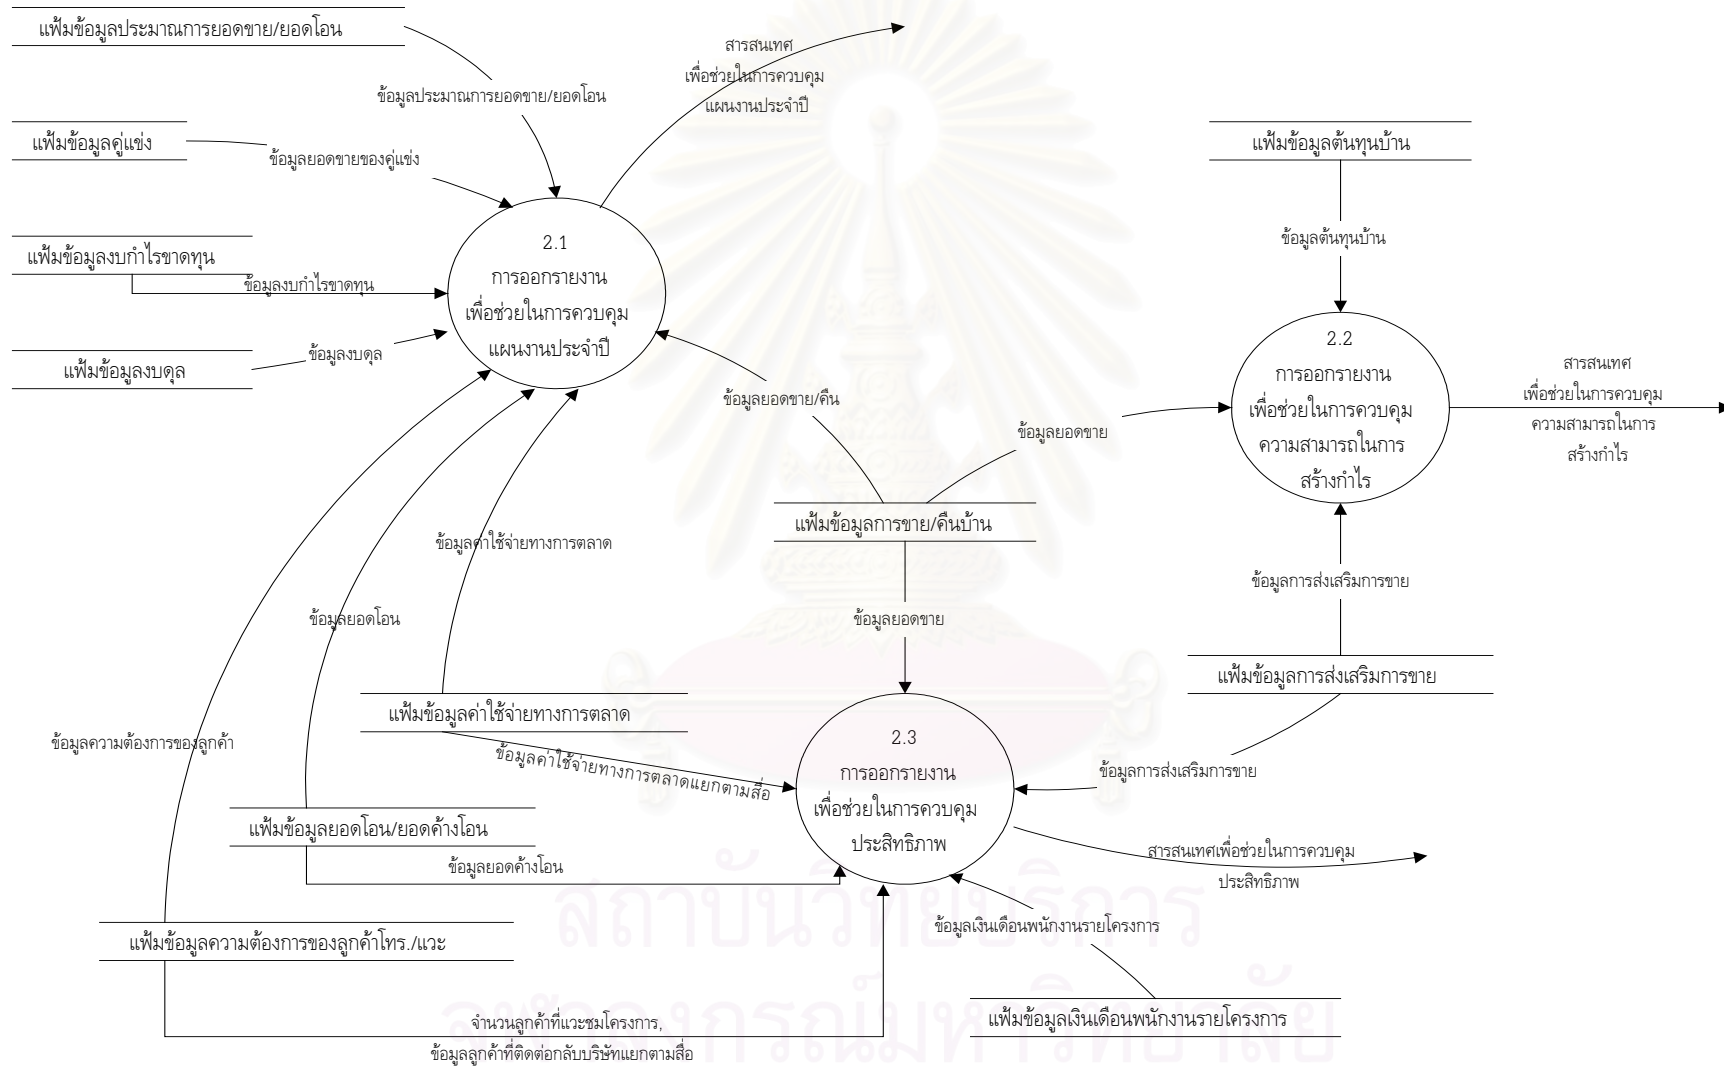 แฟ้มข้อมูลประมาณการยอดขาย/ยอดโอน
สารสนเทศ
เพื่อช่วยในการควบคุม
แผนงานประจำปี
ข้อมูลประมาณการยอดขาย/ยอดโอน
แฟ้มข้อมูลคู่แข่ง
ข้อมูลยอดขายของคู่แข่ง
แฟ้มข้อมูลต้นทุนบ้าน
ข้อมูลต้นทุนบ้าน
แฟ้มข้อมูลงบกำไรขาดทุน
ข้อมูลงบกำไรขาดทุน
2.1
การออกรายงาน
เพื่อช่วยในการควบคุม
แผนงานประจำปี
แฟ้มข้อมูลงบดุล
ข้อมูลงบดุล
2.2
การออกรายงาน
เพื่อช่วยในการควบคุม
ความสามารถในการ
สร้างกำไร
สารสนเทศ
เพื่อช่วยในการควบคุม
ความสามารถในการ
สร้างกำไร
ข้อมูลยอดขาย/คืน
ข้อมูลยอดขาย
แฟ้มข้อมูลการขาย/คืนบ้าน
ข้อมูลค่าใช้จ่ายทางการตลาด
ข้อมูลการส่งเสริมการขาย
ข้อมูลยอดโอน
ข้อมูลยอดขาย
แฟ้มข้อมูลการส่งเสริมการขาย
แฟ้มข้อมูลค่าใช้จ่ายทางการตลาด
ข้อมูลความต้องการของลูกค้า
ข้อมูลค่าใช้จ่ายทางการตลาดแยกตามสื่อ
2.3
การออกรายงาน
เพื่อช่วยในการควบคุม
ประสิทธิภาพ
ข้อมูลการส่งเสริมการขาย
แฟ้มข้อมูลยอดโอน/ยอดค้างโอน
ข้อมูลยอดค้างโอน
สารสนเทศเพื่อช่วยในการควบคุม
ประสิทธิภาพ
แฟ้มข้อมูลความต้องการของลูกค้าโทร./แวะ
ข้อมูลเงินเดือนพนักงานรายโครงการ
แฟ้มข้อมูลเงินเดือนพนักงานรายโครงการ
จำนวนลูกค้าที่แวะชมโครงการ,
ข้อมูลลูกค้าที่ติดต่อกลับบริษัทแยกตามสื่อ
สถาบันวิทยบริการ
จุฬาลงกรณ์มหาวิทยาลัย